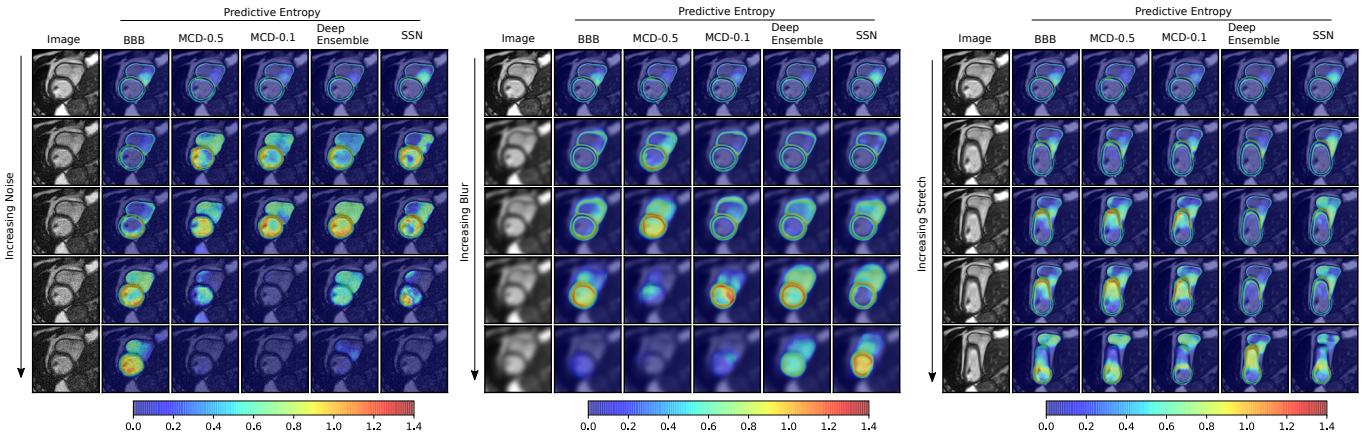 Predictive Entropy
Image BBB MCD-0.5 MCD-0.1 Deep Ensemble SSN
Increasing Noise
0.0 0.2 0.4 0.6 0.8 1.0 1.2 1.4
Predictive Entropy
Image BBB MCD-0.5 MCD-0.1 Deep Ensemble SSN
Increasing Blur
0.0 0.2 0.4 0.6 0.8 1.0 1.2 1.4
Predictive Entropy
Image BBB MCD-0.5 MCD-0.1 Deep Ensemble SSN
Increasing Stretch
0.0 0.2 0.4 0.6 0.8 1.0 1.2 1.4